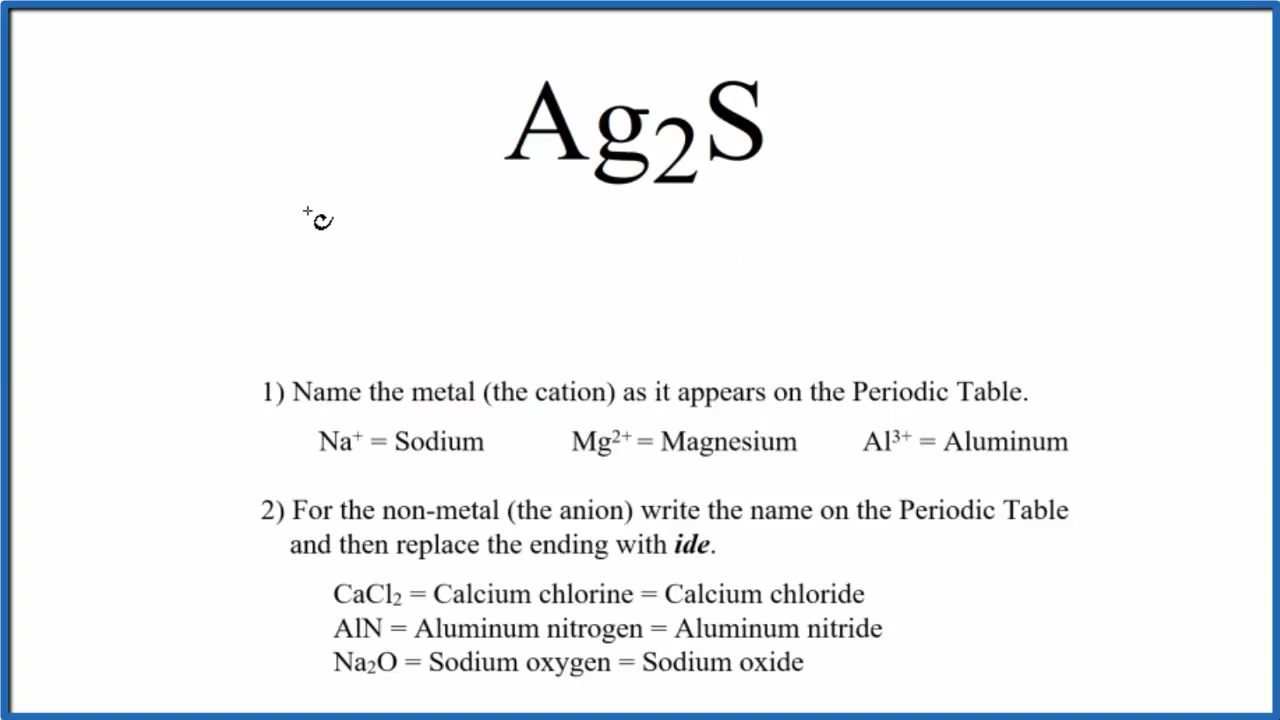 Ag₂S
1) Name the metal (the cation) as it appears on the Periodic Table.
Na⁺ = Sodium Mg²⁺ = Magnesium Al³⁺ = Aluminum
2) For the non-metal (the anion) write the name on the Periodic Table
and then replace the ending with ide.
CaCl₂ = Calcium chlorine = Calcium chloride
AlN = Aluminum nitrogen = Aluminum nitride
Na₂O = Sodium oxygen = Sodium oxide